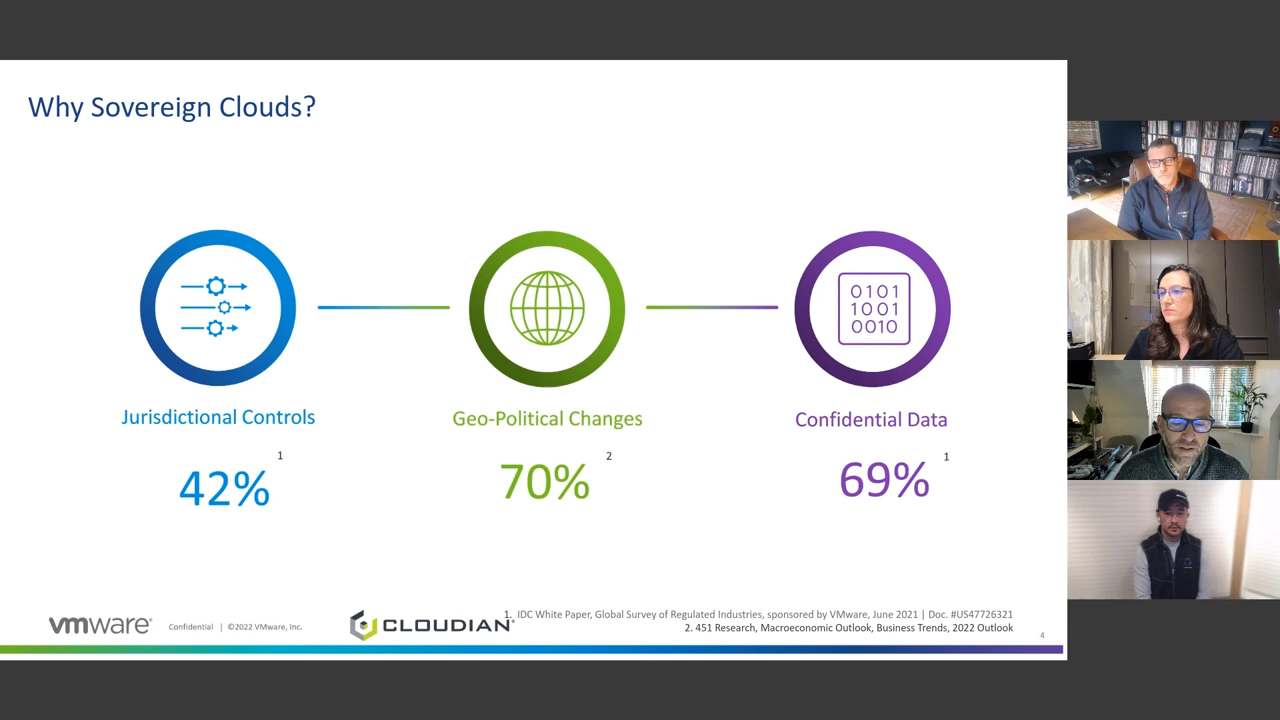 Why Sovereign Clouds?
0101
1001
0010
Jurisdictional Controls
Geo-Political Changes
Confidential Data
1
2
1
42%
70%
69%
vmware®
Confidential | ©2022 VMware, Inc.
CLOUDIAN®
1. IDC White Paper, Global Survey of Regulated Industries, sponsored by VMware, June 2021 | Doc. #US47726321
2. 451 Research, Macroeconomic Outlook, Business Trends, 2022 Outlook
4